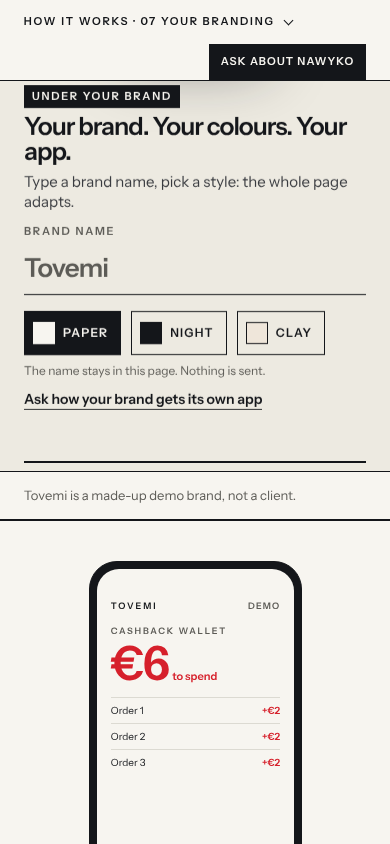 HOW IT WORKS · 07 YOUR BRANDING
ASK ABOUT NAWYKO
UNDER YOUR BRAND
Your brand. Your colours. Your
app.
Type a brand name, pick a style: the whole page
adapts.
BRAND NAME
Tovemi
PAPER NIGHT CLAY
The name stays in this page. Nothing is sent.
Ask how your brand gets its own app
Tovemi is a made-up demo brand, not a client.
TOVEMI DEMO
CASHBACK WALLET
€6 to spend
Order 1 +€2
Order 2 +€2
Order 3 +€2